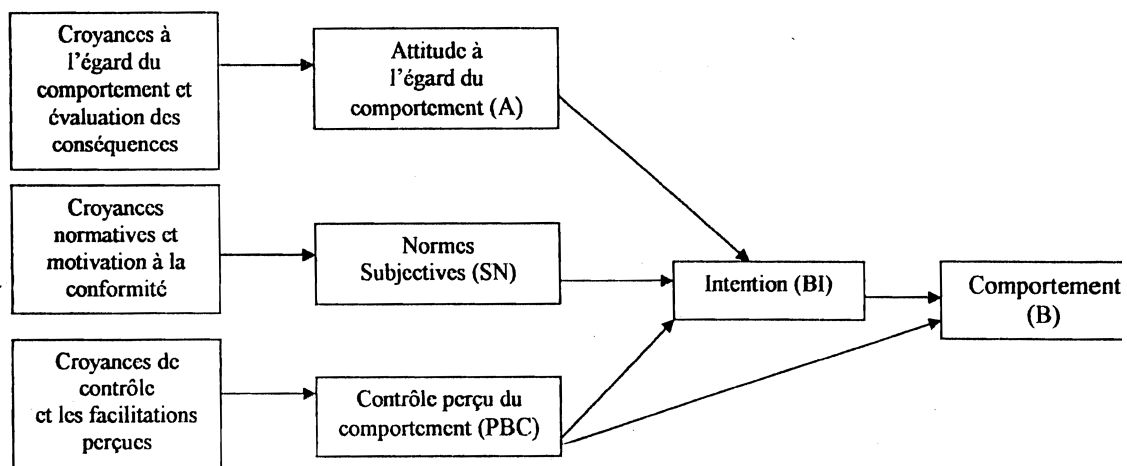 Croyances à
l'égard du
comportement et
évaluation des
conséquences
Attitude à
l'égard du
comportement (A)
Croyances
normatives et
motivation à la
conformité
Normes
Subjectives (SN)
Intention (BI)
Comportement
(B)
Croyances de
contrôle
et les facilitations
perçues
Contrôle perçu du
comportement (PBC)